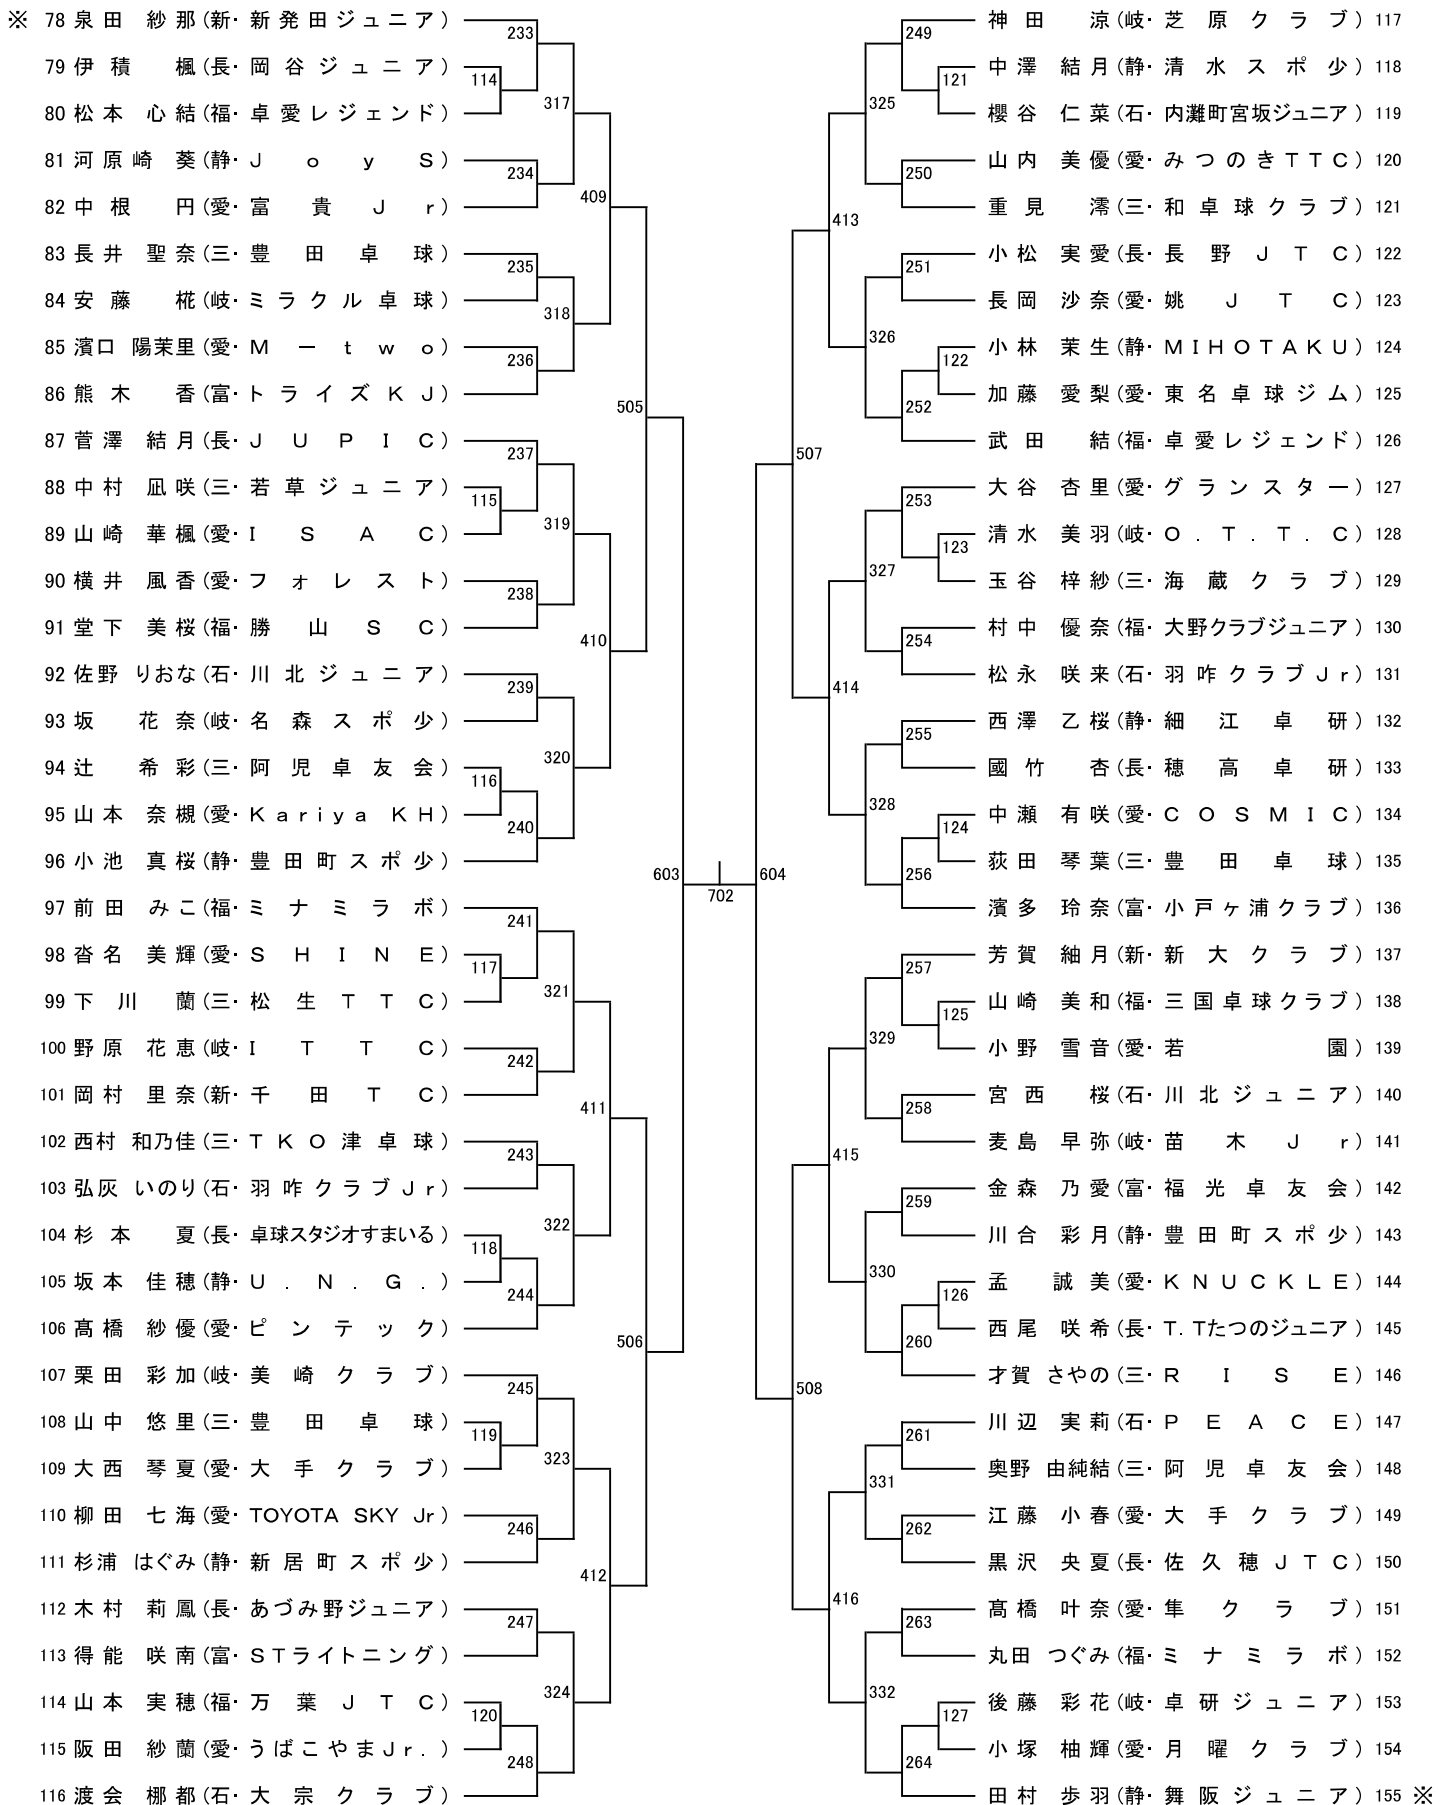 ※ 78 泉田 紗那(新・新発田ジュニア)
79 伊積 楓(長・岡谷ジュニア)
80 松本 心結(福・卓愛レジェンド)
81 河原崎 葵(静・JoyS)
82 中根 円(愛・富貴Jr)
83 長井 聖奈(三・豊田卓球)
84 安藤 椛(岐・ミラクル卓球)
85 濱口 陽茉里(愛・M－two)
86 熊木 香(富・トライズKJ)
87 菅澤 結月(長・JUPIC)
88 中村 凪咲(三・若草ジュニア)
89 山崎 華楓(愛・ISAC)
90 横井 風香(愛・フォレスト)
91 堂下 美桜(福・勝山SC)
92 佐野 りおな(石・川北ジュニア)
93 坂 花奈(岐・名森スポ少)
94 辻 希彩(三・阿児卓友会)
95 山本 奈槻(愛・Kariya KH)
96 小池 真桜(静・豊田町スポ少)
97 前田 みこ(福・ミナミラボ)
98 沓名 美輝(愛・SHINE)
99 下川 蘭(三・松生TTC)
100 野原 花恵(岐・ITTC)
101 岡村 里奈(新・千田TC)
102 西村 和乃佳(三・TKO津卓球)
103 弘灰 いのり(石・羽咋クラブJr)
104 杉本 夏(長・卓球スタジオすまいる)
105 坂本 佳穂(静・U.N.G.)
106 髙橋 紗優(愛・ピンテック)
107 栗田 彩加(岐・美崎クラブ)
108 山中 悠里(三・豊田卓球)
109 大西 琴夏(愛・大手クラブ)
110 柳田 七海(愛・TOYOTA SKY Jr)
111 杉浦 はぐみ(静・新居町スポ少)
112 木村 莉鳳(長・あづみ野ジュニア)
113 得能 咲南(富・STライトニング)
114 山本 実穂(福・万葉JTC)
115 阪田 紗蘭(愛・うばこやまJr.)
116 渡会 梛都(石・大宗クラブ)
233
114
317
234
409
235
318
236
505
237
115
319
238
410
239
320
116
240
603
241
117
321
242
411
243
322
118
244
506
245
119
323
246
412
247
324
120
248
702
604
249
121
325
250
413
251
326
122
252
507
253
123
327
254
414
255
328
124
256
257
125
329
258
415
259
330
126
260
508
261
331
262
416
263
332
127
264
神田 涼(岐・芝原クラブ) 117
中澤 結月(静・清水スポ少) 118
櫻谷 仁菜(石・内灘町宮坂ジュニア) 119
山内 美優(愛・みつのきTTC) 120
重見 澪(三・和卓球クラブ) 121
小松 実愛(長・長野JTC) 122
長岡 沙奈(愛・姚JTC) 123
小林 茉生(静・MIHOTAKU) 124
加藤 愛梨(愛・東名卓球ジム) 125
武田 結(福・卓愛レジェンド) 126
大谷 杏里(愛・グランスター) 127
清水 美羽(岐・O.T.T.C) 128
玉谷 梓紗(三・海蔵クラブ) 129
村中 優奈(福・大野クラブジュニア) 130
松永 咲来(石・羽咋クラブJr) 131
西澤 乙桜(静・細江卓研) 132
國竹 杏(長・穂高卓研) 133
中瀬 有咲(愛・COSMIC) 134
荻田 琴葉(三・豊田卓球) 135
濱多 玲奈(富・小戸ヶ浦クラブ) 136
芳賀 紬月(新・新大クラブ) 137
山崎 美和(福・三国卓球クラブ) 138
小野 雪音(愛・若園) 139
宮西 桜(石・川北ジュニア) 140
麦島 早弥(岐・苗木Jr) 141
金森 乃愛(富・福光卓友会) 142
川合 彩月(静・豊田町スポ少) 143
孟 誠美(愛・KNUCKLE) 144
西尾 咲希(長・T.Tたつのジュニア) 145
才賀 さやの(三・RISE) 146
川辺 実莉(石・PEACE) 147
奥野 由純結(三・阿児卓友会) 148
江藤 小春(愛・大手クラブ) 149
黒沢 央夏(長・佐久穂JTC) 150
髙橋 叶奈(愛・隼クラブ) 151
丸田 つぐみ(福・ミナミラボ) 152
後藤 彩花(岐・卓研ジュニア) 153
小塚 柚輝(愛・月曜クラブ) 154
田村 歩羽(静・舞阪ジュニア) 155 ※